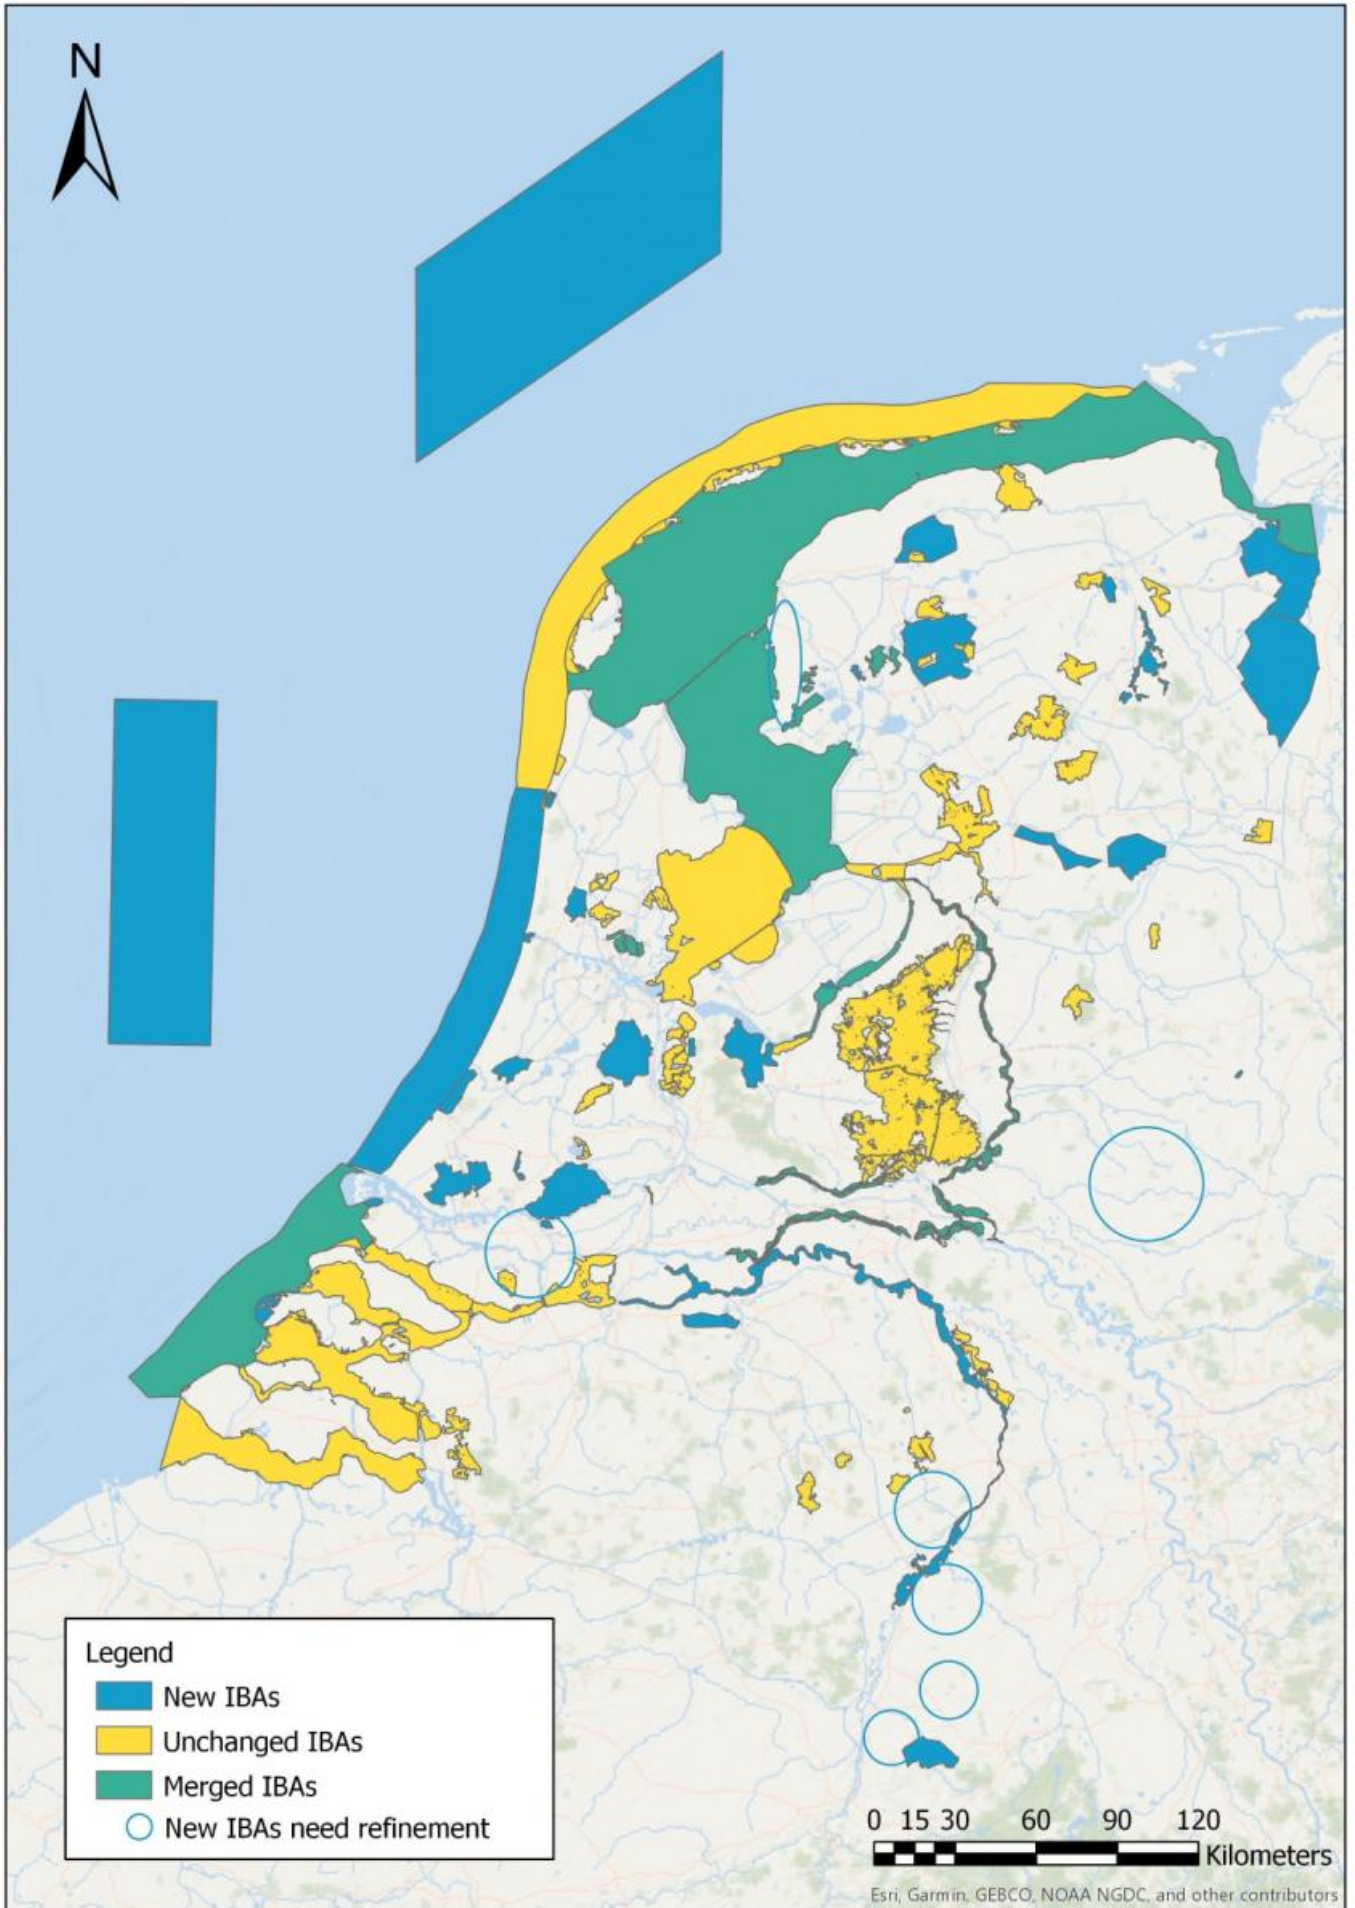 N
Legend
New IBAs
Unchanged IBAs
Merged IBAs
New IBAs need refinement
0 15 30 60 90 120
Kilometers
Esri, Garmin, GEBCO, NOAA NGDC, and other contributors